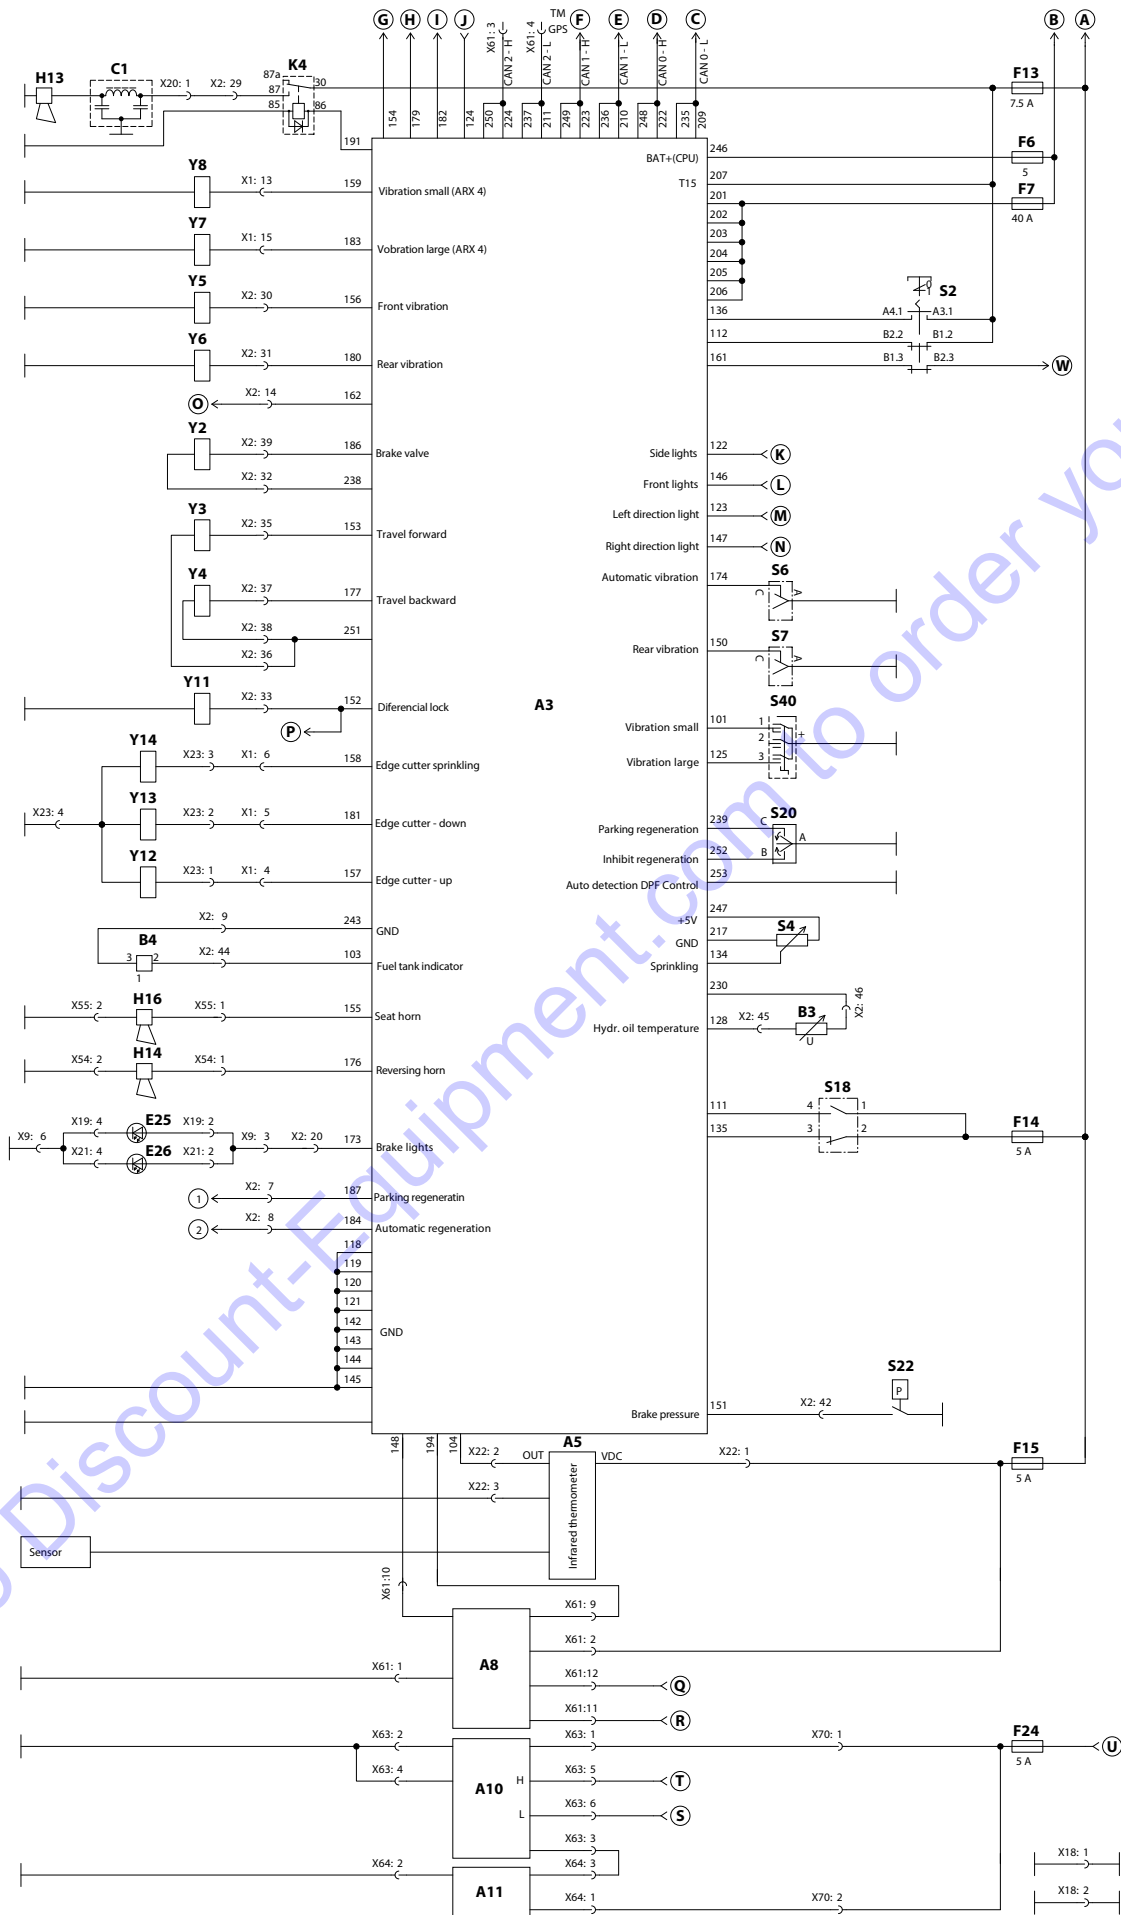 G H I J TM GPS F E D C B A
X61: 3 X61: 4
CAN 2 - H CAN 2 - L CAN 1 - H CAN 1 - L CAN 0 - H CAN 0 - L
H13 C1 X20: 1 X2: 29 K4 87a 30 87 85 86
154 179 182 124 250 224 237 211 249 223 236 210 248 222 235 209
F13
7.5 A
191
BAT+(CPU) 246 F6
5
Y8 X1: 13 159 Vibration small (ARX 4)
T15 207
201 F7
40 A
202
203
204
205
206
Y7 X1: 15 183 Vobration large (ARX 4)
Y5 X2: 30 156 Front vibration
0 1 S2
136 A4.1 A3.1
112 B2.2 B1.2
161 B1.3 B2.3 W
Y6 X2: 31 180 Rear vibration
O X2: 14 162
Y2 X2: 39 186 Brake valve
X2: 32 238
Side lights 122 K
Front lights 146 L
Left direction light 123 M
Right direction light 147 N
Y3 X2: 35 153 Travel forward
Y4 X2: 37 177 Travel backward
X2: 38 251
X2: 36
Automatic vibration 174 S6 C A
Rear vibration 150 S7 C A
Y11 X2: 33 152 Diferencial lock
P
A3
S40
Vibration small 101 1 2 +
Vibration large 125 3
Y14 X23: 3 X1: 6 158 Edge cutter sprinkling
X23: 4 Y13 X23: 2 X1: 5 181 Edge cutter - down
Y12 X23: 1 X1: 4 157 Edge cutter - up
S20
Parking regeneration 239 C A
Inhibit regeneration 252 B
Auto detection DPF Control 253
X2: 9 243 GND
B4 3 2 1 X2: 44 103 Fuel tank indicator
+5V 247
GND 217 S4
Sprinkling 134
230
X2: 46
Hydr. oil temperature 128 X2: 45 B3 U
X55: 2 H16 X55: 1 155 Seat horn
X54: 2 H14 X54: 1 176 Reversing horn
S18
111 4 1
135 3 2 F14
5 A
X9: 6 X19: 4 E25 X19: 2 X9: 3 X2: 20 173 Brake lights
X21: 4 E26 X21: 2
1 X2: 7 187 Parking regeneratin
2 X2: 8 184 Automatic regeneration
118
119
120
121
142 GND
143
144
145
S22
P
Brake pressure 151 X2: 42
148 194 104 X22: 2 OUT A5 VDC X22: 1 F15
5 A
X22: 3
Infrared thermometer
Sensor
X61:10
X61: 9
X61: 2
X61: 1 A8
X61:12 Q
X61:11 R
X63: 2 X63: 1 X70: 1 F24 U
5 A
X63: 4 A10 H X63: 5 T
L X63: 6 S
X63: 3
X64: 2 X64: 3
A11
X64: 1 X70: 2
X18: 1
X18: 2
Discount-Equipment.com to order you